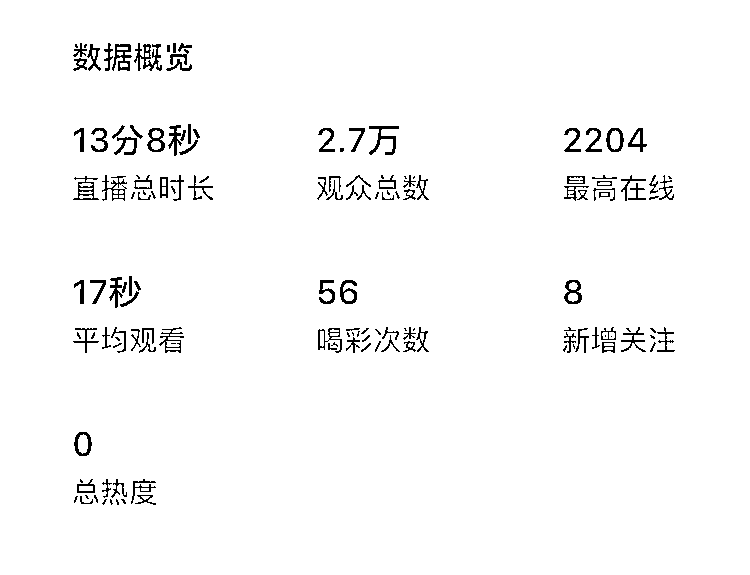 数据概览
13分8秒 2.7万 2204
直播总时长 观众总数 最高在线
17秒 56 8
平均观看 喝彩次数 新增关注
0
总热度